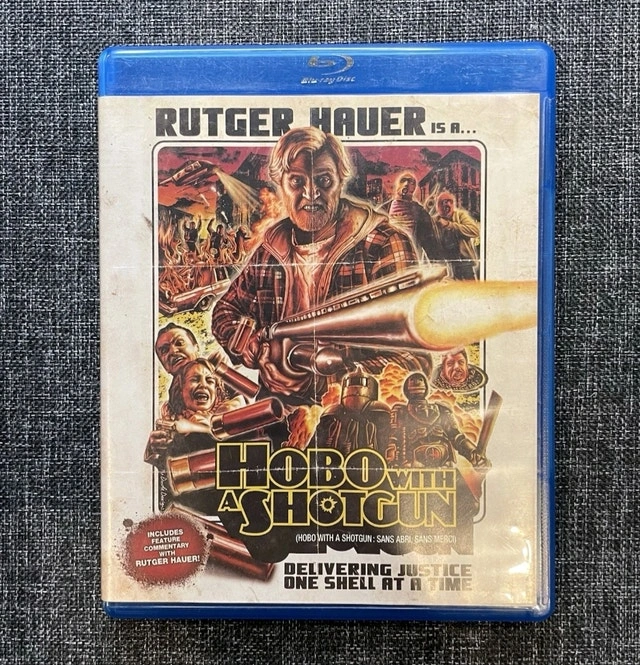 Blu-ray Disc
RUTGER HAUER IS A...
HOBO WITH
A SHOTGUN
(HOBO WITH A SHOTGUN : SANS ABRI, SANS MERCI)
INCLUDES
FEATURE
COMMENTARY
WITH
RUTGER HAUER!
DELIVERING JUSTICE
ONE SHELL AT A TIME